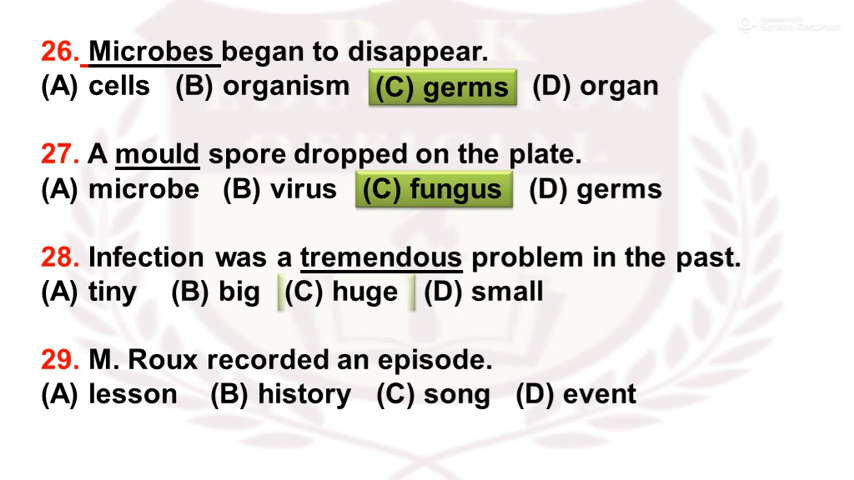 26. Microbes began to disappear.
(A) cells (B) organism (C) germs (D) organ
27. A mould spore dropped on the plate.
(A) microbe (B) virus (C) fungus (D) germs
28. Infection was a tremendous problem in the past.
(A) tiny (B) big (C) huge (D) small
29. M. Roux recorded an episode.
(A) lesson (B) history (C) song (D) event